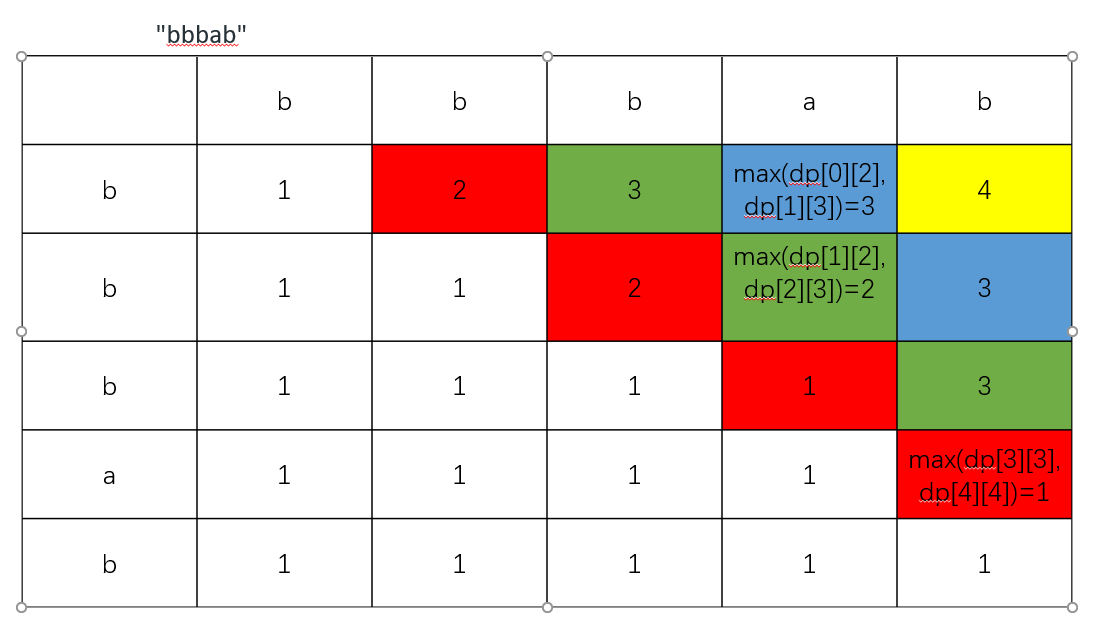 "bbbab"
b b b a b
b 1 2 3 max(dp[0][2], 4
dp[1][3])=3
b 1 1 2 max(dp[1][2], 3
dp[2][3])=2
b 1 1 1 1 3
a 1 1 1 1 max(dp[3][3],
dp[4][4])=1
b 1 1 1 1 1